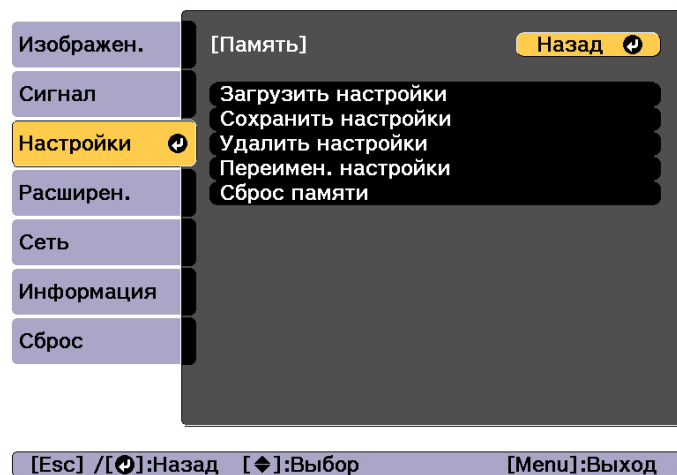 Изображен.
Сигнал
Настройки
Расширен.
Сеть
Информация
Сброс
[Память]
Назад
Загрузить настройки
Сохранить настройки
Удалить настройки
Переимен. настройки
Сброс памяти
[Esc] /[⏎]:Назад [◆]:Выбор [Menu]:Выход